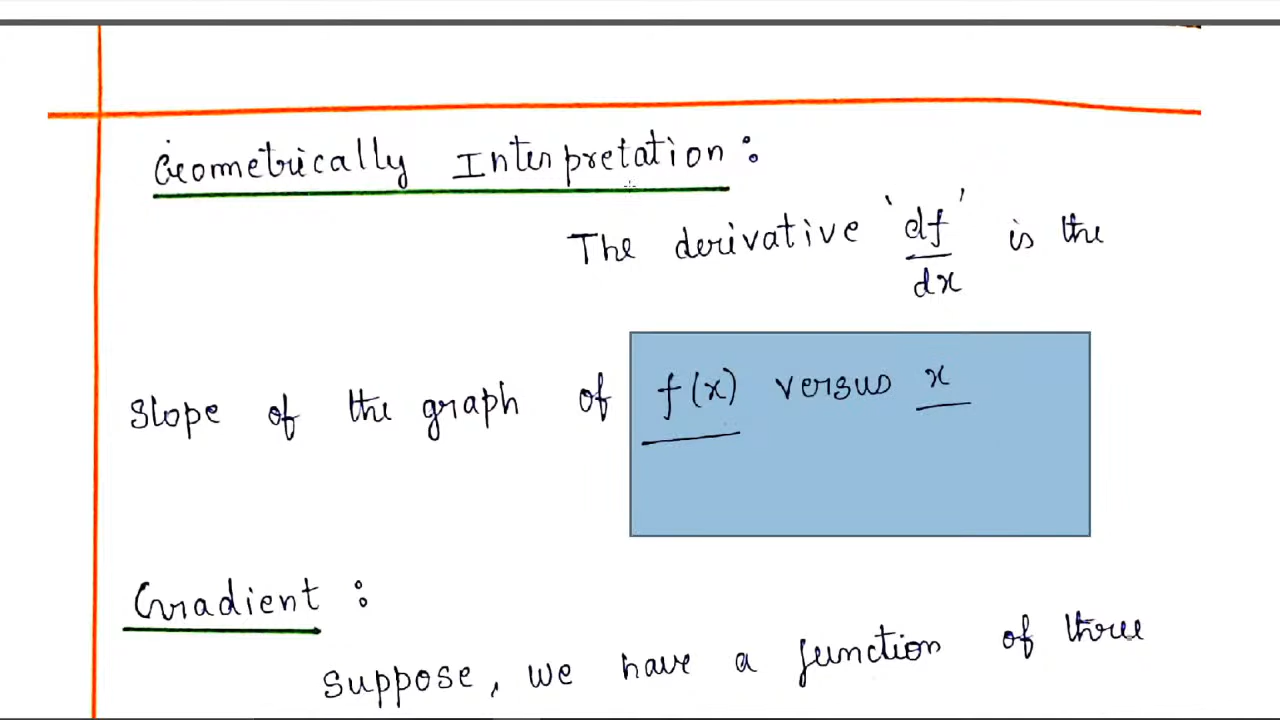 Geometrically Interpretation :
The derivative ‘df/dx’ is the
slope of the graph of f(x) versus x
Gradient :
suppose, we have a function of three